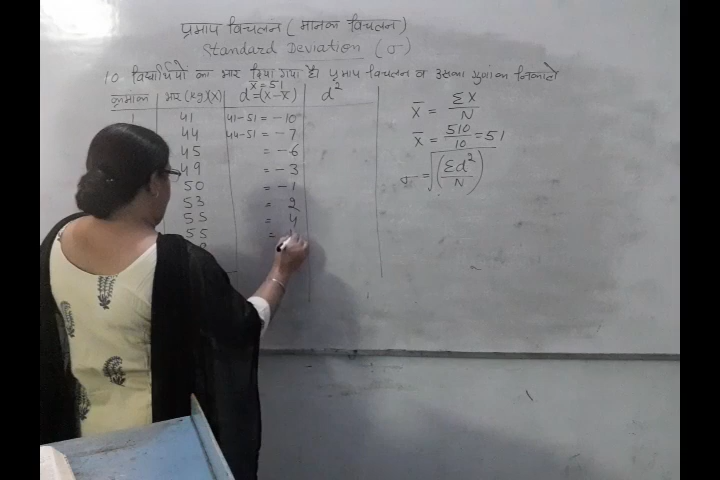 प्रमाप विचलन (मानक विचलन)
Standard Deviation (σ)
10 विद्यार्थियों का भार दिया गया है। प्रमाप विचलन व उसका गुणांक निकालो
x̄ = 51
क्रमांक भार (kg)(X) d = (X - x̄) d²
1 41 41-51 = -10
44 44-51 = -7
45 = -6
49 = -3
50 = -1
53 = 2
55 = 4
55 =
X̄ = ΣX/N
X̄ = 510/10 = 51
σ = √(Σd²/N)